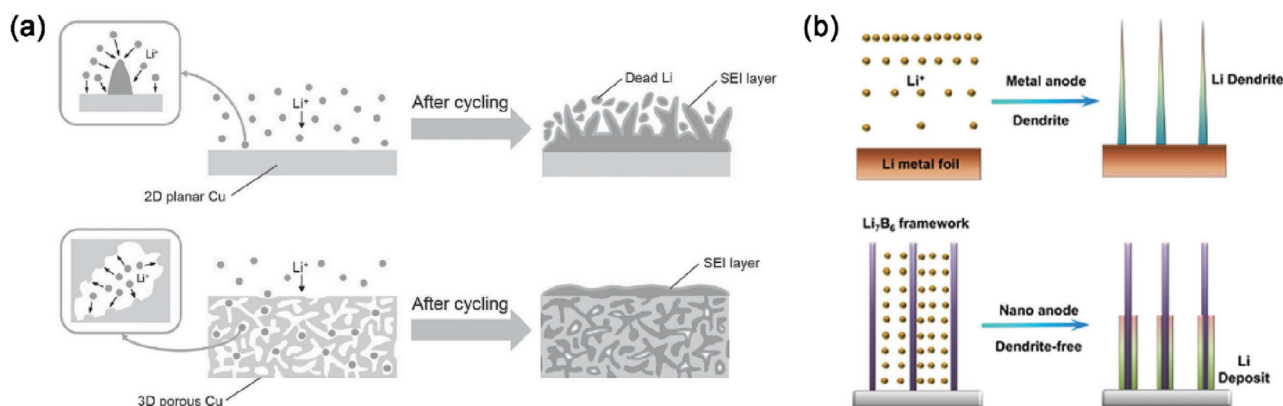 (a)
Li⁺
Li⁺
2D planar Cu
After cycling
Dead Li
SEI layer
Li⁺
Li⁺
3D porous Cu
After cycling
SEI layer
(b)
Li⁺
Li metal foil
Metal anode
Dendrite
Li Dendrite
Li₇B₆ framework
Nano anode
Dendrite-free
Li
Deposit